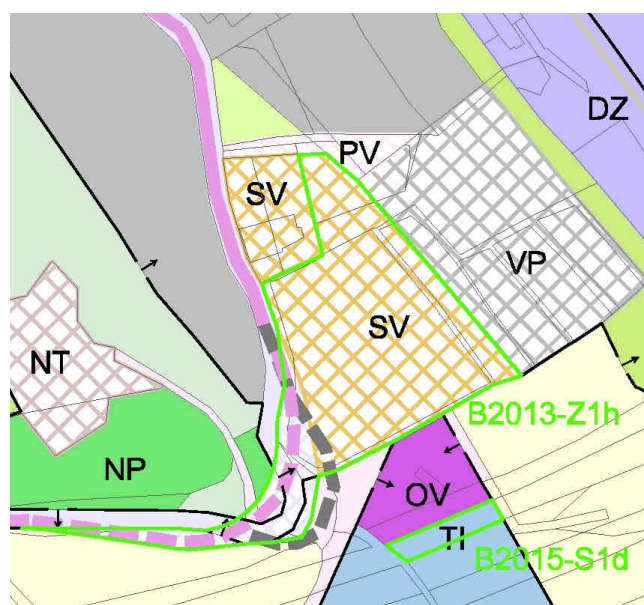 DZ
PV
SV
VP
SV
NT
B2013-Z1h
NP
OV
TI
B2015-S1d